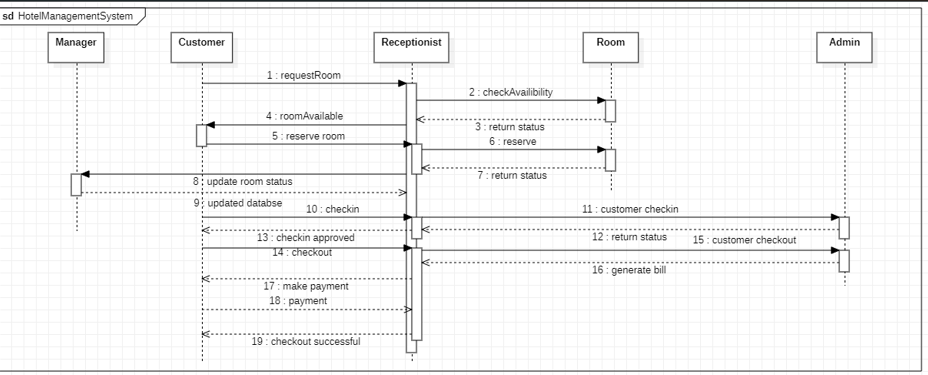 sd HotelManagementSystem
Manager
Customer
Receptionist
Room
Admin
1 : requestRoom
2 : checkAvailibility
3 : return status
4 : roomAvailable
5 : reserve room
6 : reserve
7 : return status
8 : update room status
9 : updated databse
10 : checkin
11 : customer checkin
12 : return status
13 : checkin approved
14 : checkout
15 : customer checkout
16 : generate bill
17 : make payment
18 : payment
19 : checkout successful